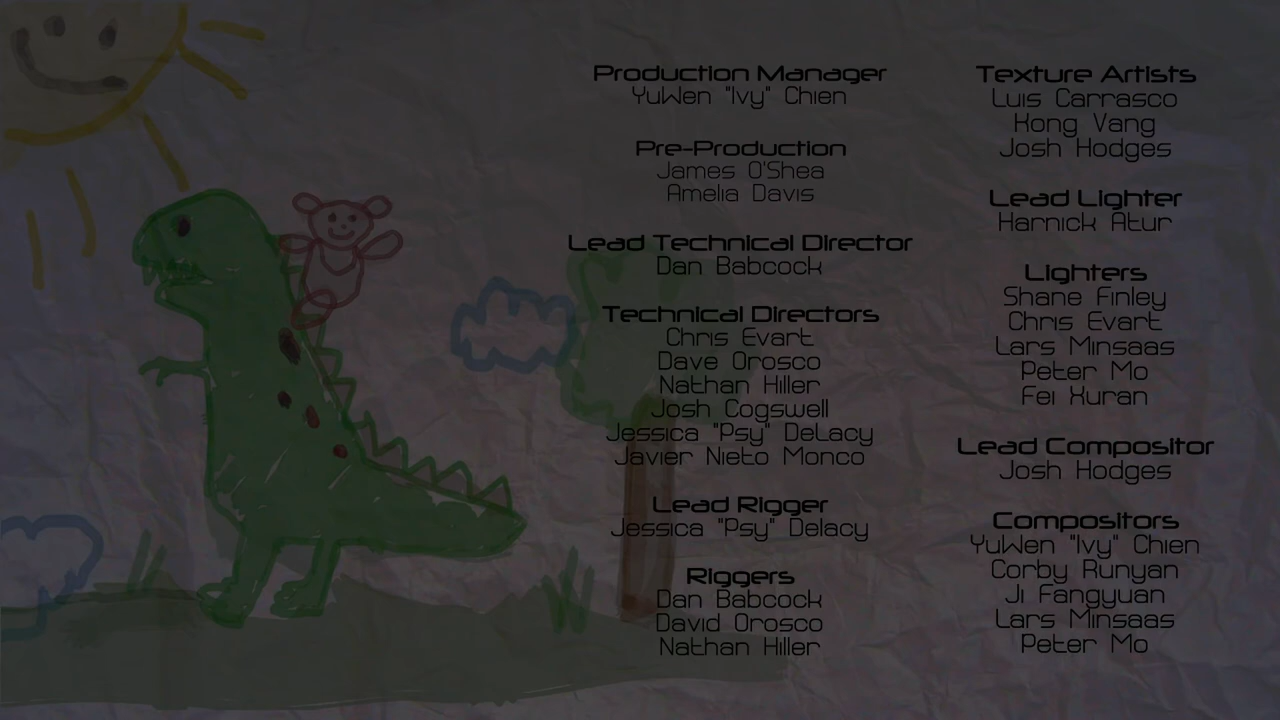 Production Manager
YuWen "Ivy" Chien
Pre-Production
James O'Shea
Amelia Davis
Lead Technical Director
Dan Babcock
Technical Directors
Chris Evart
Dave Orosco
Nathan Hiller
Josh Cogswell
Jessica "Psy" DeLacy
Javier Nieto Monco
Lead Rigger
Jessica "Psy" Delacy
Riggers
Dan Babcock
David Orosco
Nathan Hiller
Texture Artists
Luis Carrasco
Kong Vang
Josh Hodges
Lead Lighter
Harnick Atur
Lighters
Shane Finley
Chris Evart
Lars Minsaas
Peter Mo
Fei Xuran
Lead Compositor
Josh Hodges
Compositors
YuWen "Ivy" Chien
Corby Runyan
Ji Fangyuan
Lars Minsaas
Peter Mo